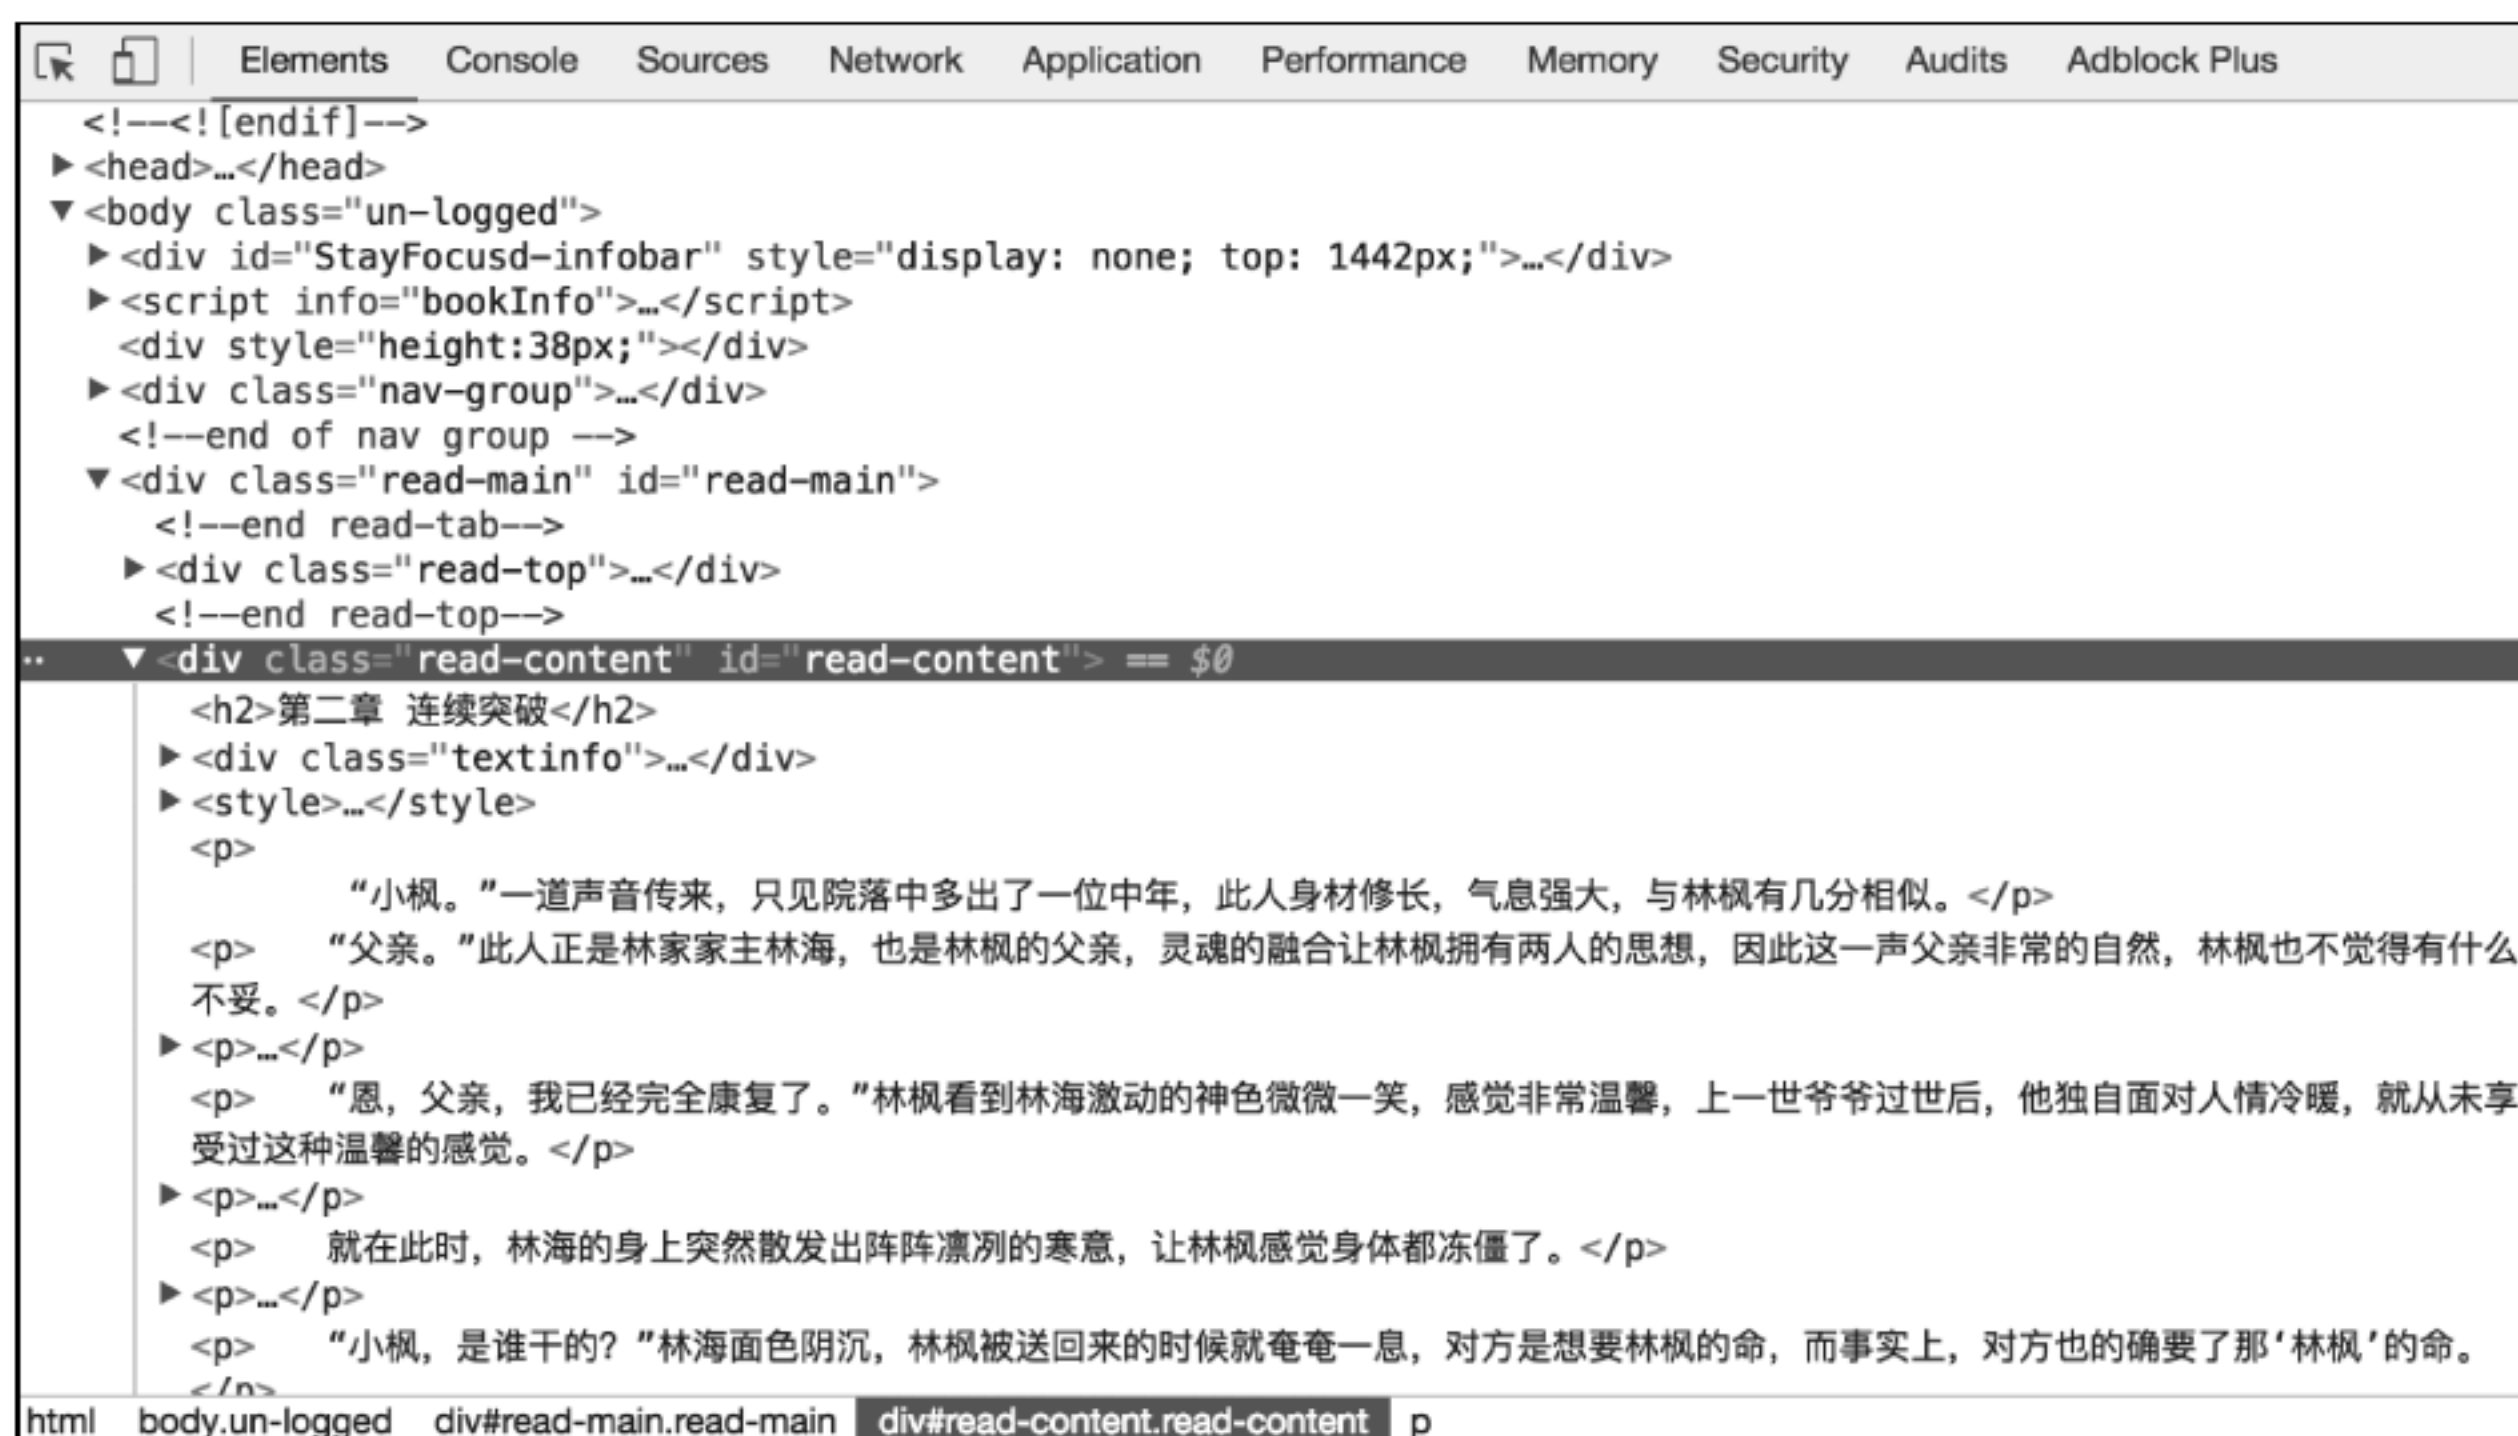 Elements Console Sources Network Application Performance Memory Security Audits Adblock Plus
<!--<![endif]-->
<head>…</head>
<body class="un-logged">
<div id="StayFocusd-infobar" style="display: none; top: 1442px;">…</div>
<script info="bookInfo">…</script>
<div style="height:38px;"></div>
<div class="nav-group">…</div>
<!--end of nav group -->
<div class="read-main" id="read-main">
<!--end read-tab-->
<div class="read-top">…</div>
<!--end read-top-->
<div class="read-content" id="read-content"> == $0
<h2>第二章 连续突破</h2>
<div class="textinfo">…</div>
<style>…</style>
<p>
“小枫。”一道声音传来，只见院落中多出了一位中年，此人身材修长，气息强大，与林枫有几分相似。</p>
<p> “父亲。”此人正是林家家主林海，也是林枫的父亲，灵魂的融合让林枫拥有两人的思想，因此这一声父亲非常的自然，林枫也不觉得有什么
不妥。</p>
<p>…</p>
<p> “恩，父亲，我已经完全康复了。”林枫看到林海激动的神色微微一笑，感觉非常温馨，上一世爷爷过世后，他独自面对人情冷暖，就从未享
受过这种温馨的感觉。</p>
<p>…</p>
<p> 就在此时，林海的身上突然散发出阵阵凛冽的寒意，让林枫感觉身体都冻僵了。</p>
<p>…</p>
<p> “小枫，是谁干的？”林海面色阴沉，林枫被送回来的时候就奄奄一息，对方是想要林枫的命，而事实上，对方也的确要了那‘林枫’的命。
</p>
html body.un-logged div#read-main.read-main div#read-content.read-content p